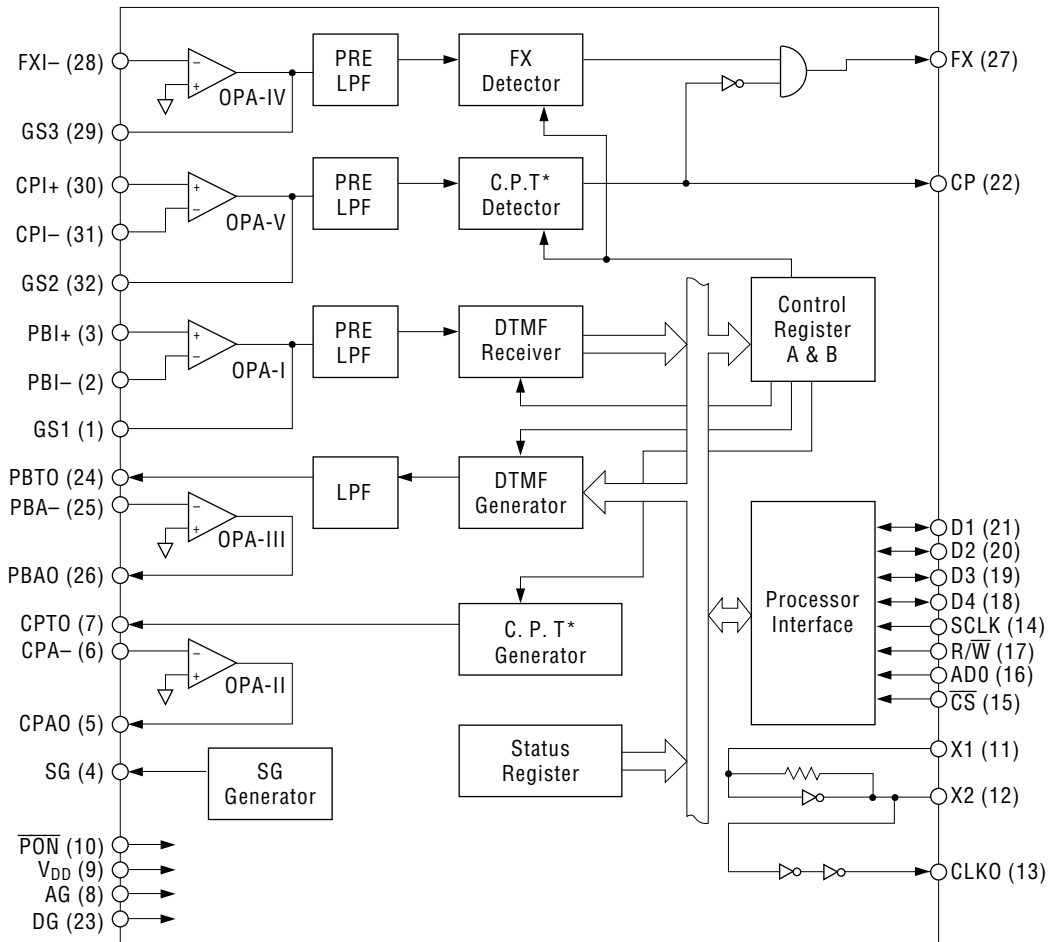 FXI– (28)
GS3 (29)
CPI+ (30)
CPI– (31)
GS2 (32)
PBI+ (3)
PBI– (2)
GS1 (1)
PBTO (24)
PBA– (25)
PBAO (26)
CPTO (7)
CPA– (6)
CPAO (5)
SG (4)
PON (10)
VDD (9)
AG (8)
DG (23)
–
+
OPA-IV
PRE
LPF
FX
Detector
+
–
OPA-V
PRE
LPF
C.P.T*
Detector
+
–
OPA-I
PRE
LPF
DTMF
Receiver
Control
Register
A & B
LPF
DTMF
Generator
–
+
OPA-III
C. P. T*
Generator
–
+
OPA-II
Processor
Interface
SG
Generator
Status
Register
FX (27)
CP (22)
D1 (21)
D2 (20)
D3 (19)
D4 (18)
SCLK (14)
R/W (17)
AD0 (16)
CS (15)
X1 (11)
X2 (12)
CLKO (13)